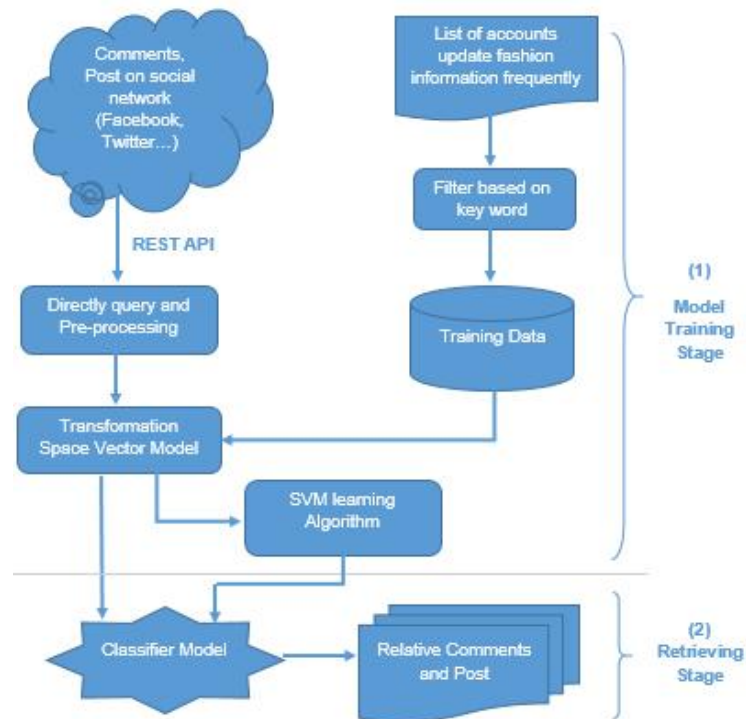 Comments,
Post on social
network
(Facebook,
Twitter...)
List of accounts
update fashion
information frequently
Filter based on
key word
REST API
Directly query and
Pre-processing
Training Data
(1)
Model
Training
Stage
Transformation
Space Vector Model
SVM learning
Algorithm
Classifier Model
Relative Comments
and Post
(2)
Retrieving
Stage